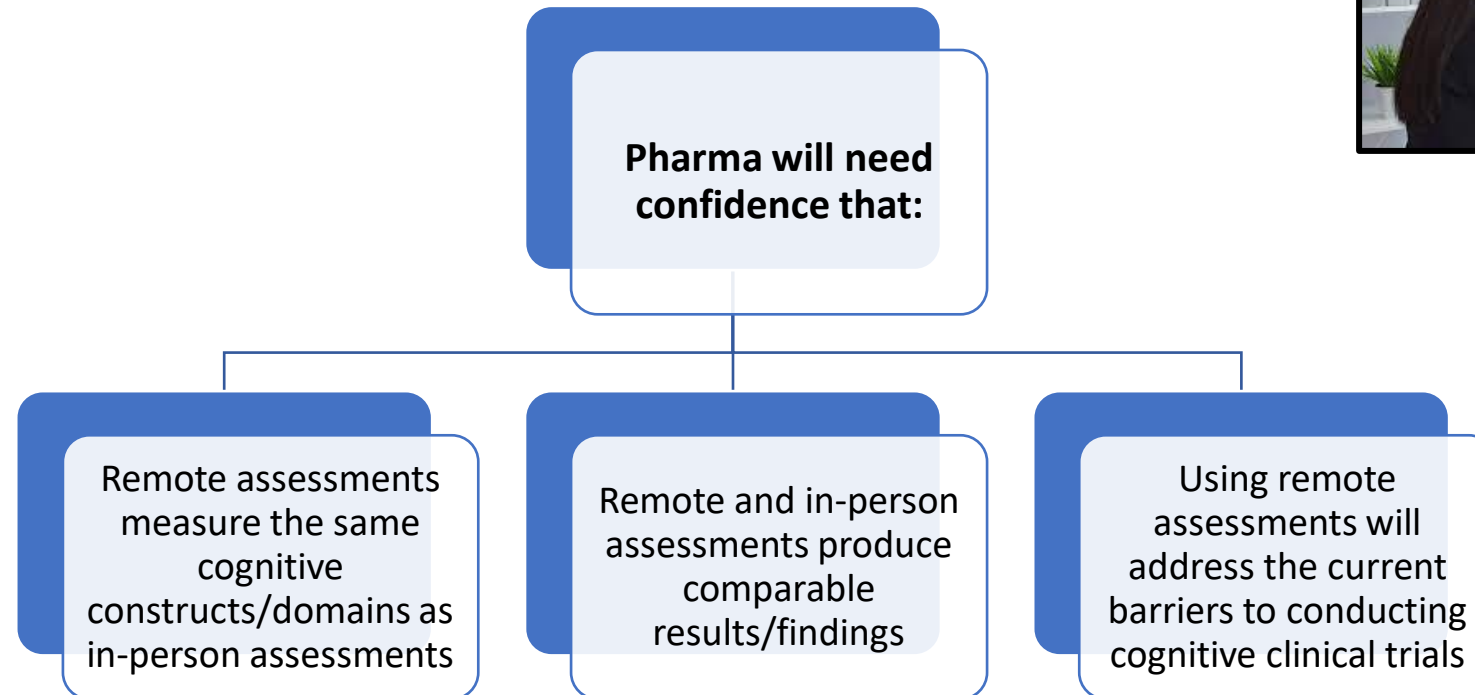 Pharma will need
confidence that:
Remote assessments
measure the same
cognitive
constructs/domains as
in-person assessments
Remote and in-person
assessments produce
comparable
results/findings
Using remote
assessments will
address the current
barriers to conducting
cognitive clinical trials